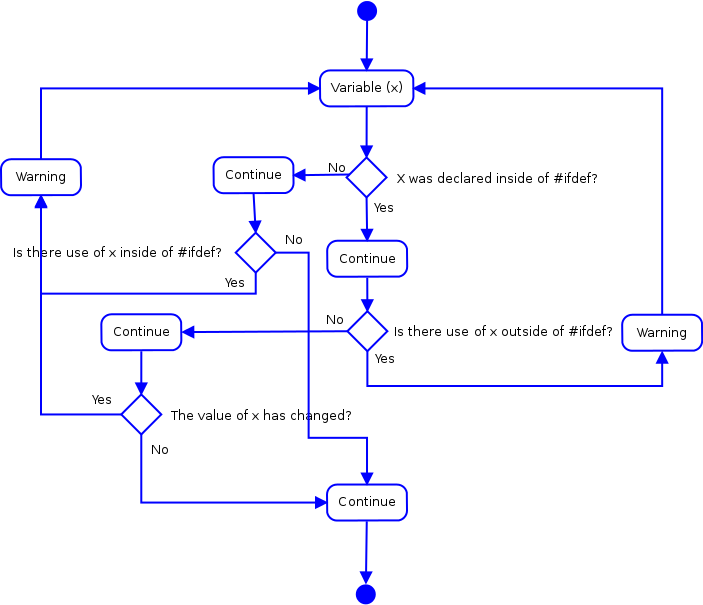 Variable (x)
No
Continue
X was declared inside of #ifdef?
Warning
Yes
No
Is there use of x inside of #ifdef?
Continue
Yes
No
Continue
Is there use of x outside of #ifdef?
Warning
Yes
Yes
The value of x has changed?
No
Continue